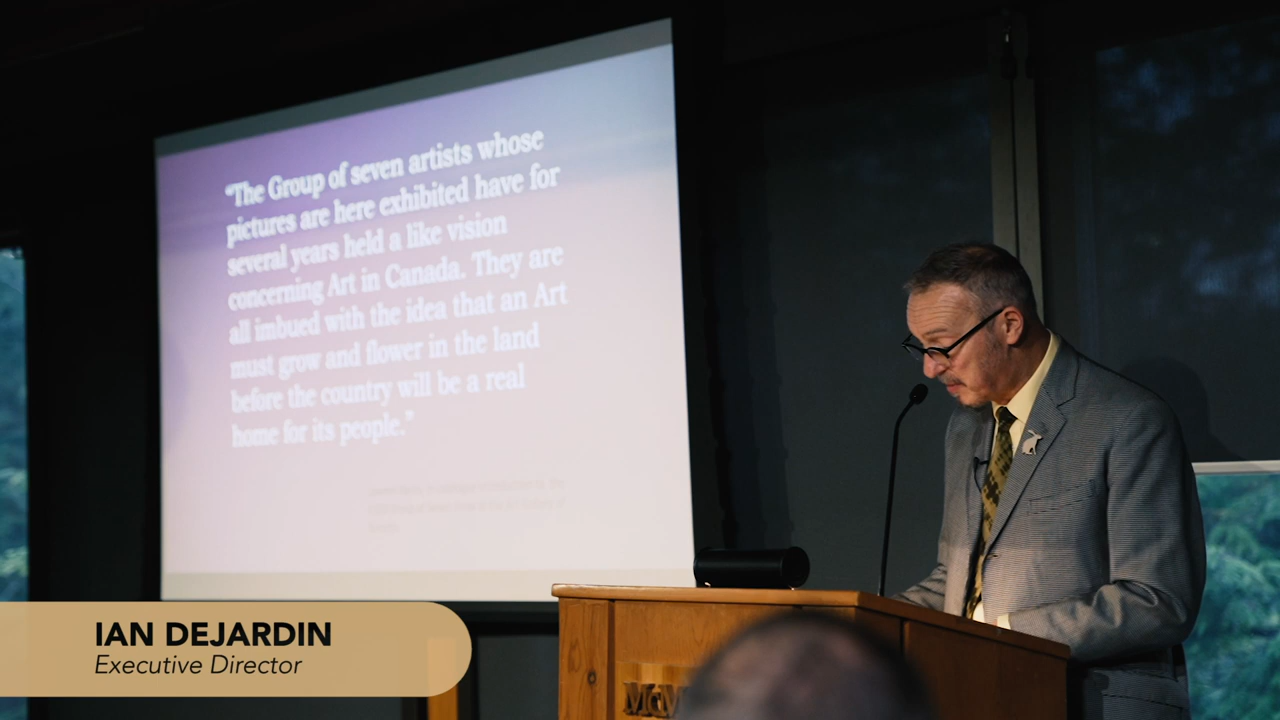 “The Group of seven artists whose
pictures are here exhibited have for
several years held a like vision
concerning Art in Canada. They are
all imbued with the idea that an Art
must grow and flower in the land
before the country will be a real
home for its people.”
IAN DEJARDIN
Executive Director
McM